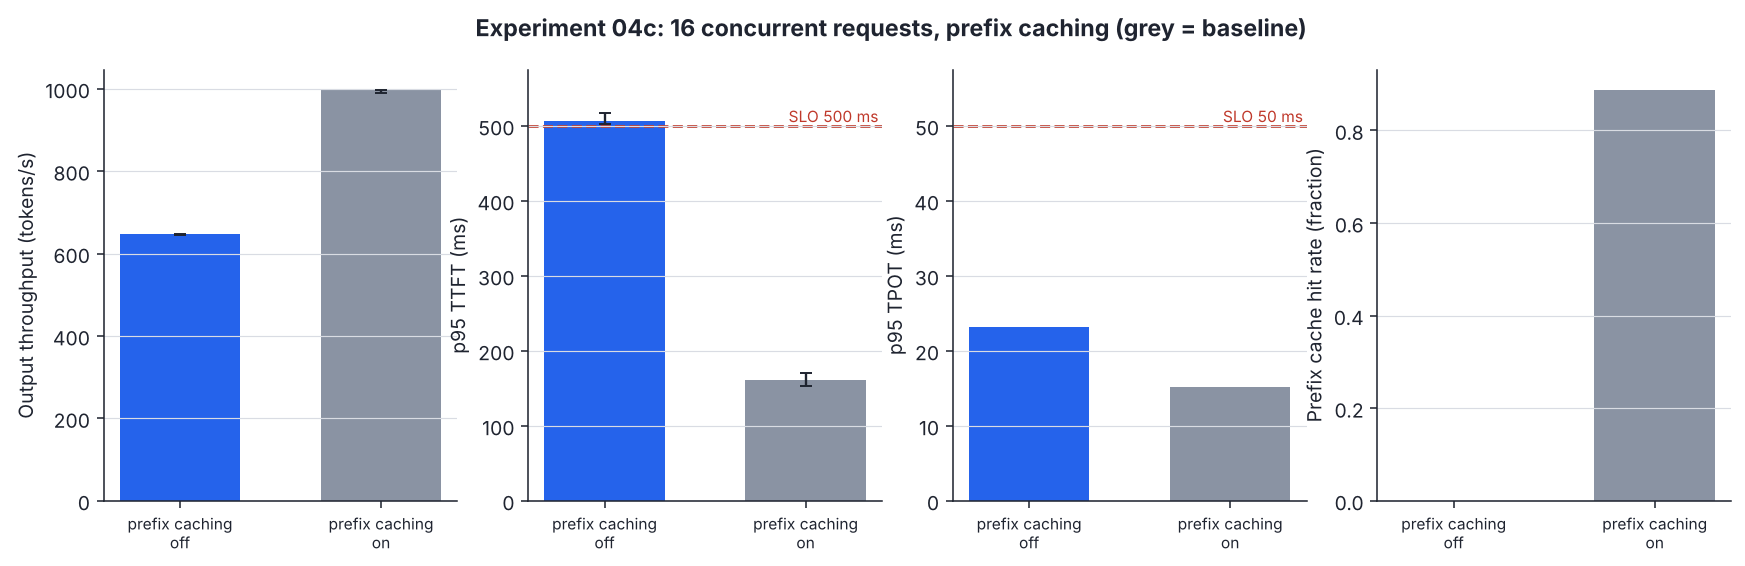 Experiment 04c: 16 concurrent requests, prefix caching (grey = baseline)
Output throughput (tokens/s)
1000
800
600
400
200
0
prefix caching
off
prefix caching
on
p95 TTFT (ms)
500
400
300
200
100
0
SLO 500 ms
prefix caching
off
prefix caching
on
p95 TPOT (ms)
50
40
30
20
10
0
SLO 50 ms
prefix caching
off
prefix caching
on
Prefix cache hit rate (fraction)
0.8
0.6
0.4
0.2
0.0
prefix caching
off
prefix caching
on